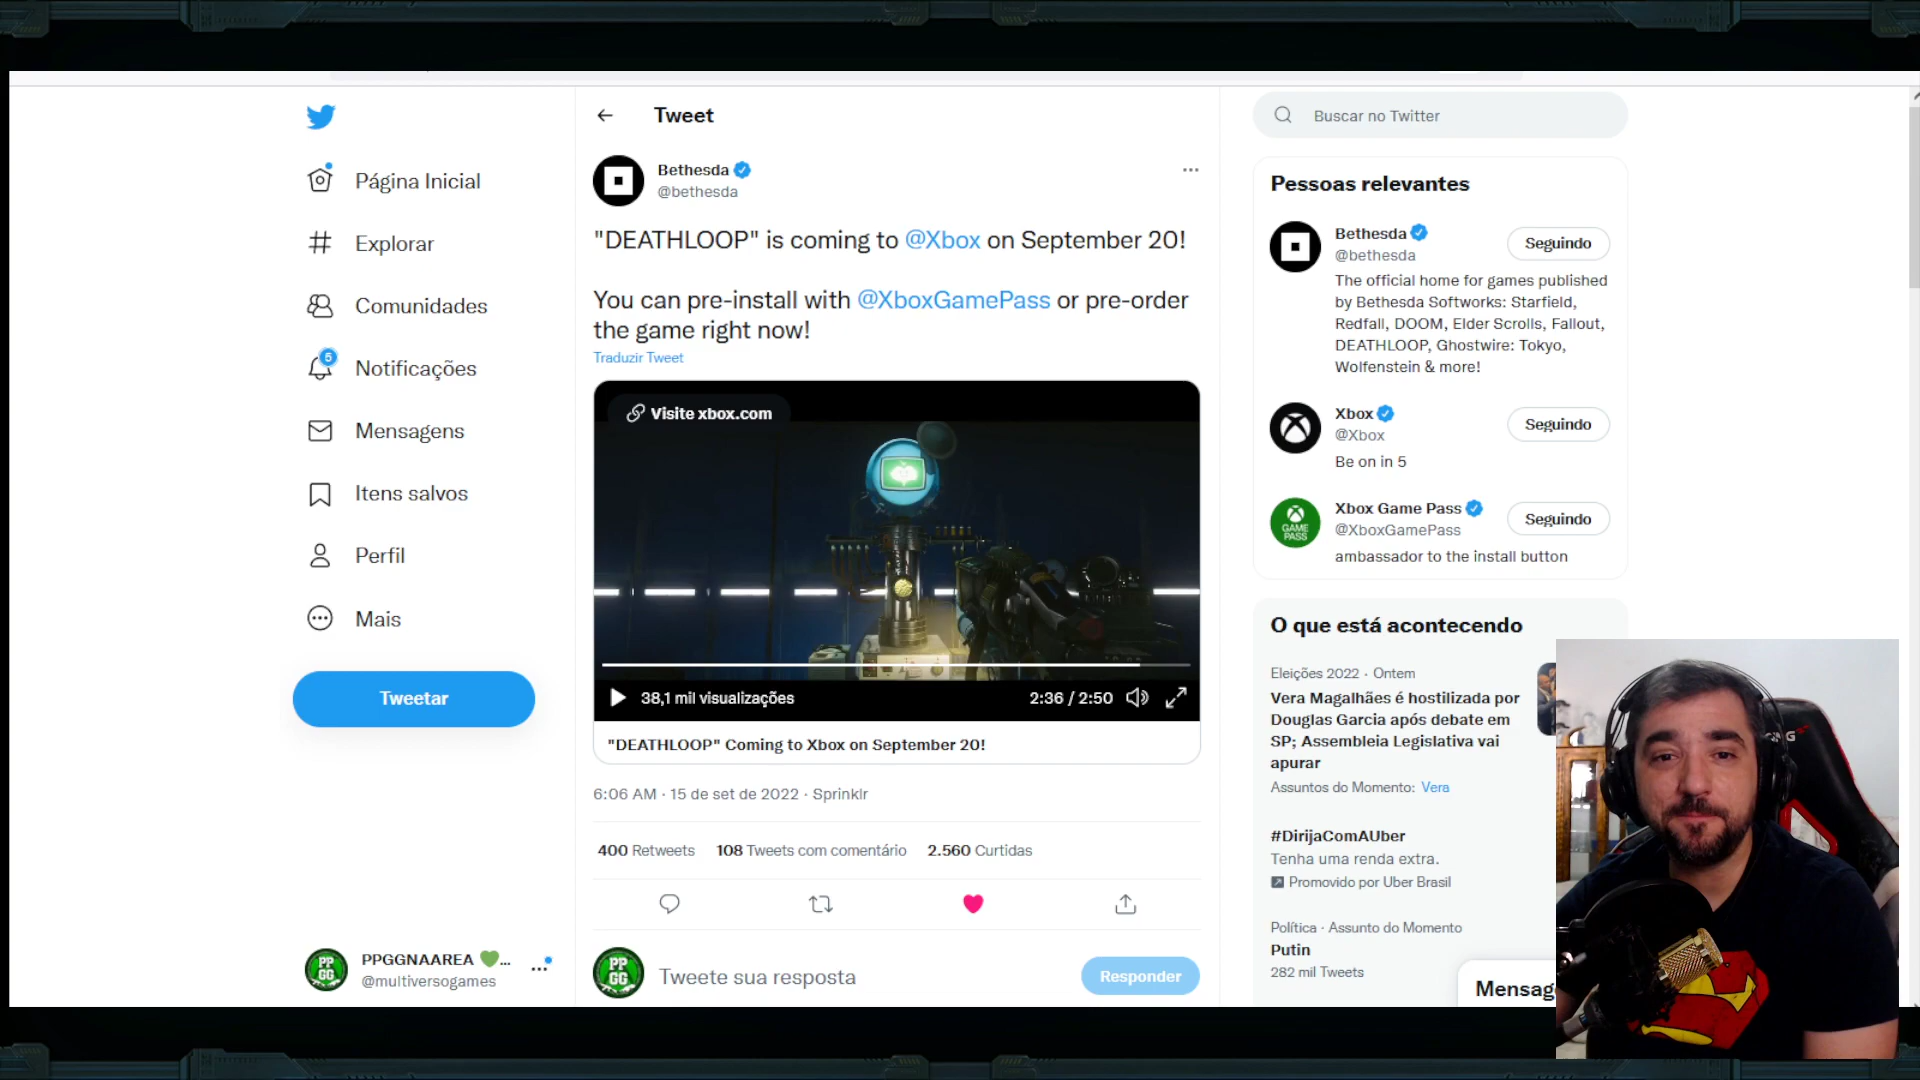 Página Inicial
Explorar
Comunidades
5
Notificações
Mensagens
Itens salvos
Perfil
Mais
Tweetar
PPGGNAAREA 💚...
@multiversogames
Tweet
Bethesda
@bethesda
"DEATHLOOP" is coming to @Xbox on September 20!
You can pre-install with @XboxGamePass or pre-order
the game right now!
Traduzir Tweet
Visite xbox.com
38,1 mil visualizações
2:36 / 2:50
"DEATHLOOP" Coming to Xbox on September 20!
6:06 AM · 15 de set de 2022 · Sprinklr
400 Retweets 108 Tweets com comentário 2.560 Curtidas
PP
GG
Tweete sua resposta
Responder
Buscar no Twitter
Pessoas relevantes
Bethesda
@bethesda
Seguindo
The official home for games published
by Bethesda Softworks: Starfield,
Redfall, DOOM, Elder Scrolls, Fallout,
DEATHLOOP, Ghostwire: Tokyo,
Wolfenstein & more!
Xbox
@Xbox
Seguindo
Be on in 5
GAME
PASS
Xbox Game Pass
@XboxGamePass
Seguindo
ambassador to the install button
O que está acontecendo
Eleições 2022 · Ontem
Vera Magalhães é hostilizada por
Douglas Garcia após debate em
SP; Assembleia Legislativa vai
apurar
Assuntos do Momento: Vera
#DirijaComAUber
Tenha uma renda extra.
Promovido por Uber Brasil
Política · Assunto do Momento
Putin
282 mil Tweets
Mensag